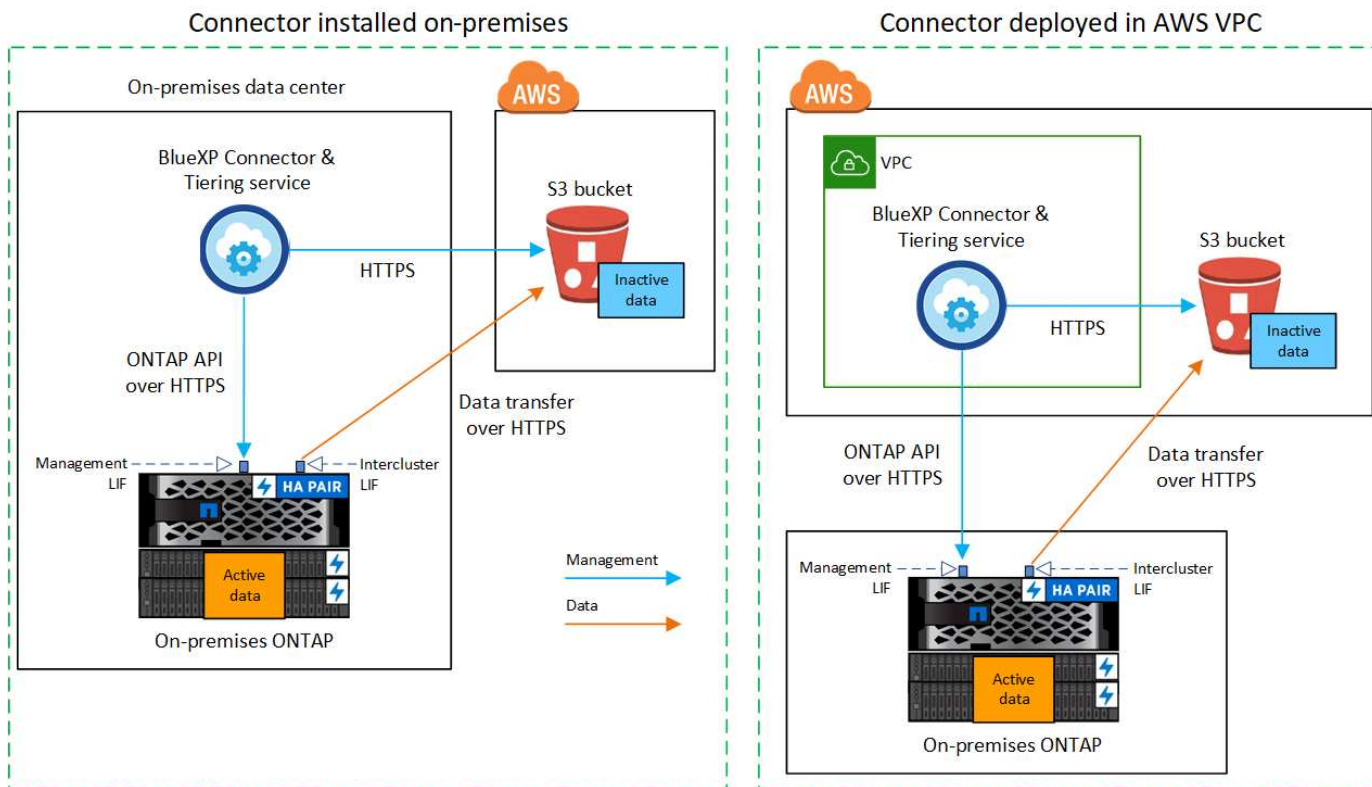 Connector installed on-premises
On-premises data center
AWS
BlueXP Connector &
Tiering service
S3 bucket
HTTPS
Inactive
data
ONTAP API
over HTTPS
Data transfer
over HTTPS
Management
LIF
Intercluster
LIF
HA PAIR
Active
data
On-premises ONTAP
Management
Data
Connector deployed in AWS VPC
AWS
VPC
BlueXP Connector &
Tiering service
S3 bucket
HTTPS
Inactive
data
ONTAP API
over HTTPS
Data transfer
over HTTPS
Management
LIF
Intercluster
LIF
HA PAIR
Active
data
On-premises ONTAP